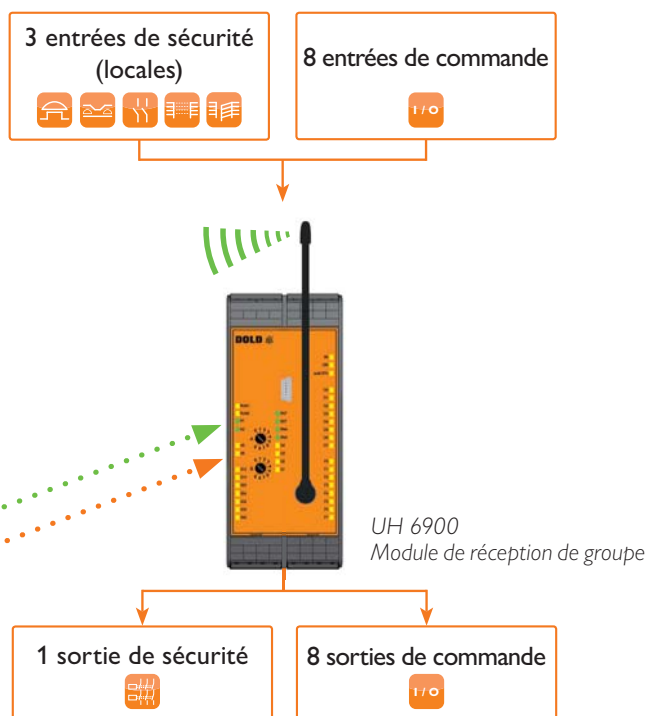 3 entrées de sécurité
(locales)
8 entrées de commande
I/O
DOLD
UH 6900
Module de réception de groupe
1 sortie de sécurité
8 sorties de commande
I/O